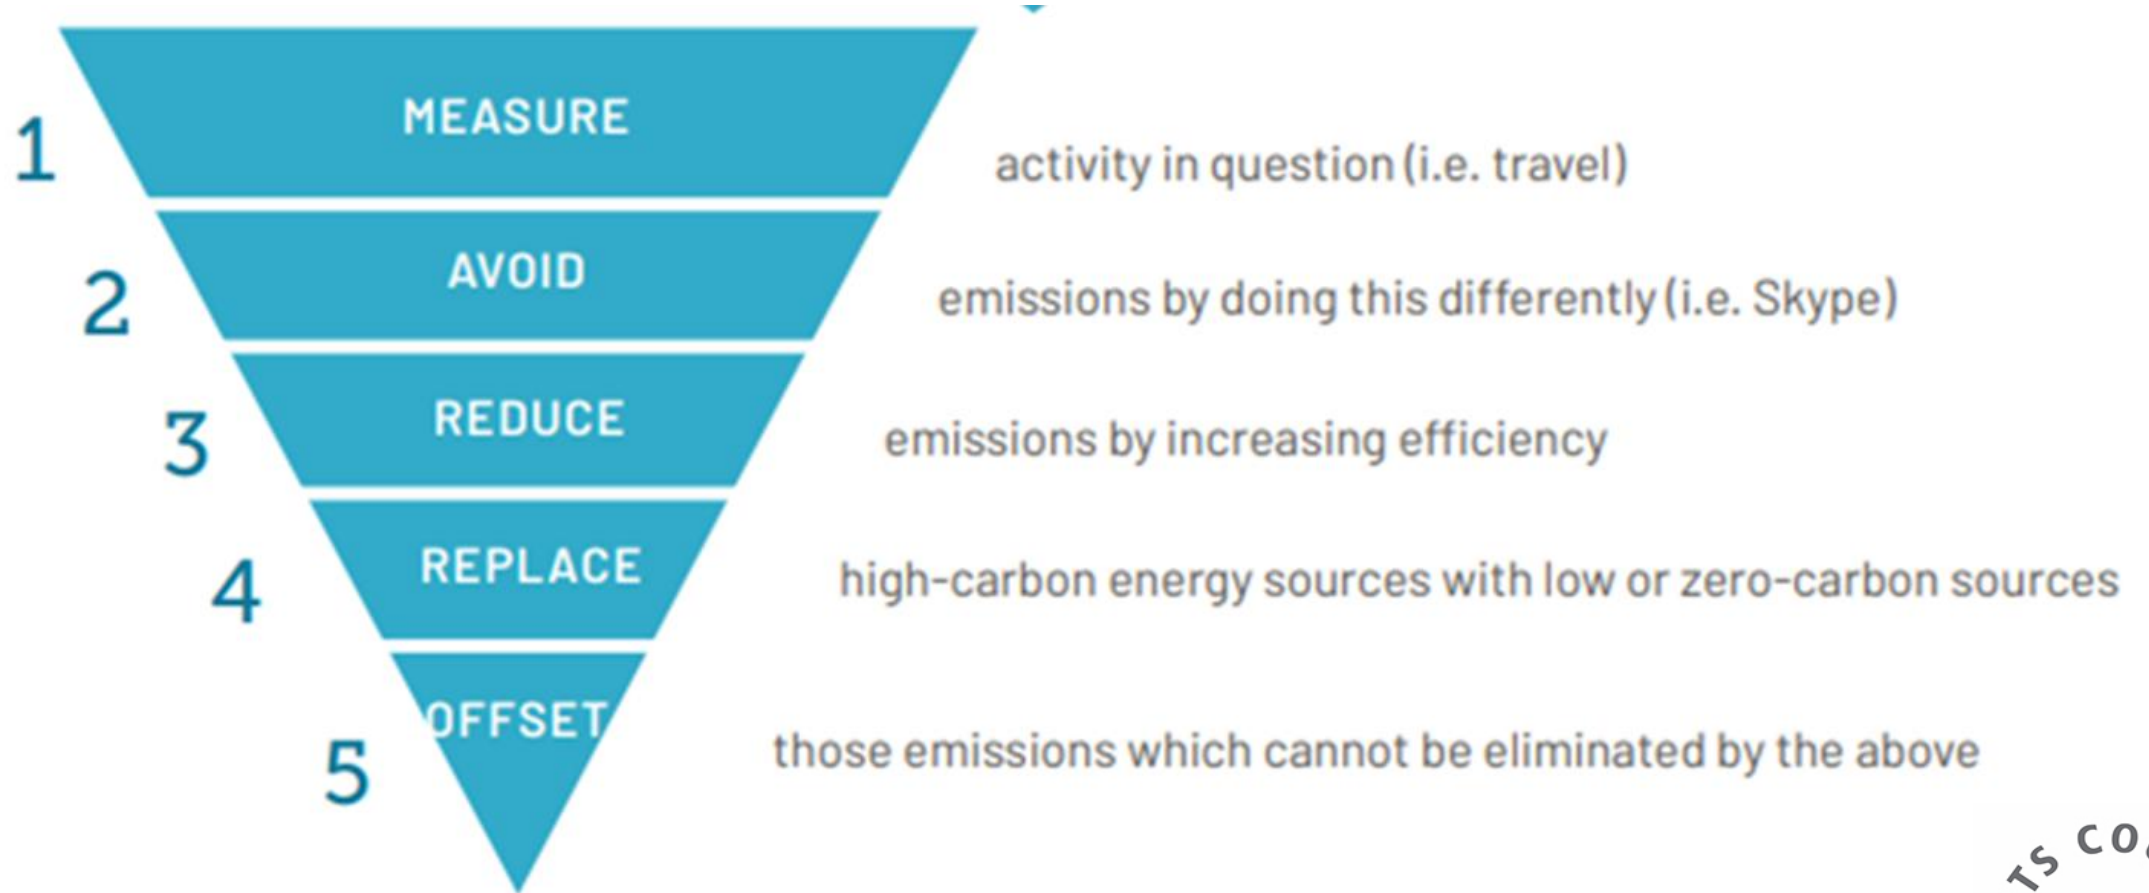 1 MEASURE activity in question (i.e. travel)
2 AVOID emissions by doing this differently (i.e. Skype)
3 REDUCE emissions by increasing efficiency
4 REPLACE high-carbon energy sources with low or zero-carbon sources
5 OFFSET those emissions which cannot be eliminated by the above